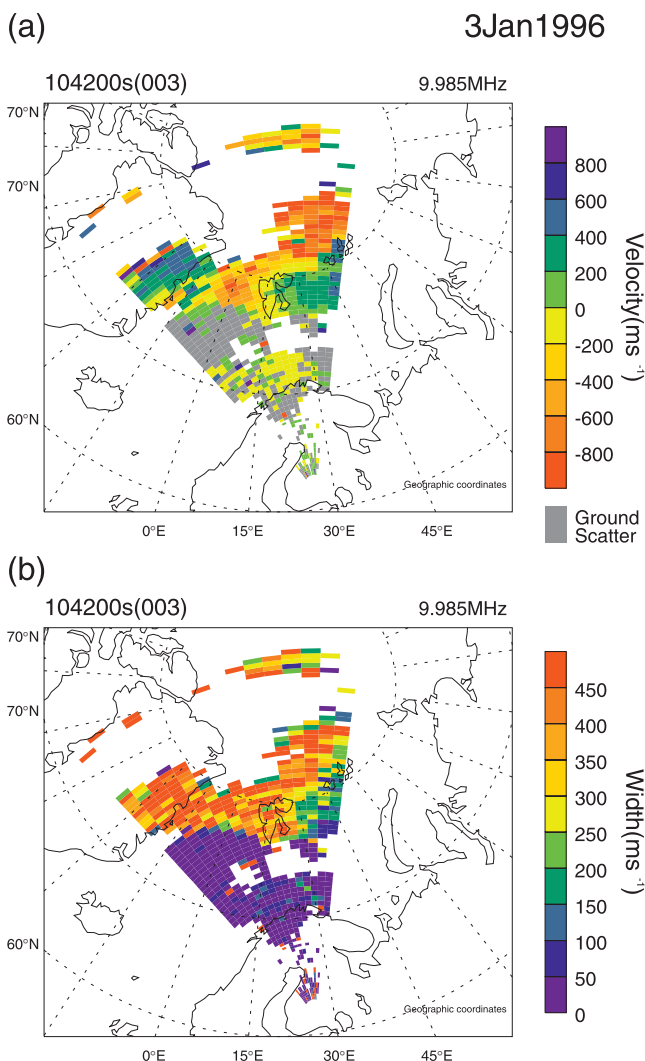 (a)
3Jan1996
104200s(003)
9.985MHz
70°N
70°N
60°N
0°E
15°E
30°E
45°E
Geographic coordinates
800
600
400
200
0
-200
-400
-600
-800
Velocity(ms -1)
Ground
Scatter
(b)
104200s(003)
9.985MHz
70°N
70°N
60°N
0°E
15°E
30°E
45°E
Geographic coordinates
450
400
350
300
250
200
150
100
50
0
Width(ms -1)